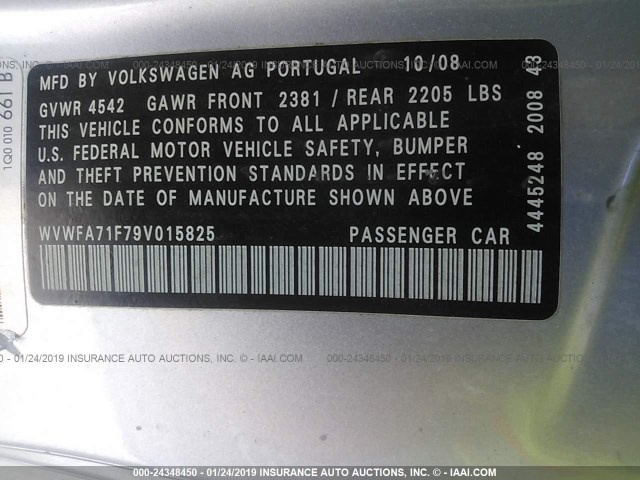 MFD BY VOLKSWAGEN AG PORTUGAL 10/08
GVWR 4542 GAWR FRONT 2381 / REAR 2205 LBS
THIS VEHICLE CONFORMS TO ALL APPLICABLE
U.S. FEDERAL MOTOR VEHICLE SAFETY, BUMPER
AND THEFT PREVENTION STANDARDS IN EFFECT
ON THE DATE OF MANUFACTURE SHOWN ABOVE
WVWFA71F79V015825 PASSENGER CAR
4445248 2008 43
1Q0 010 661 B
000-24348450 - 01/24/2019 INSURANCE AUTO AUCTIONS, INC. - © IAAI.COM